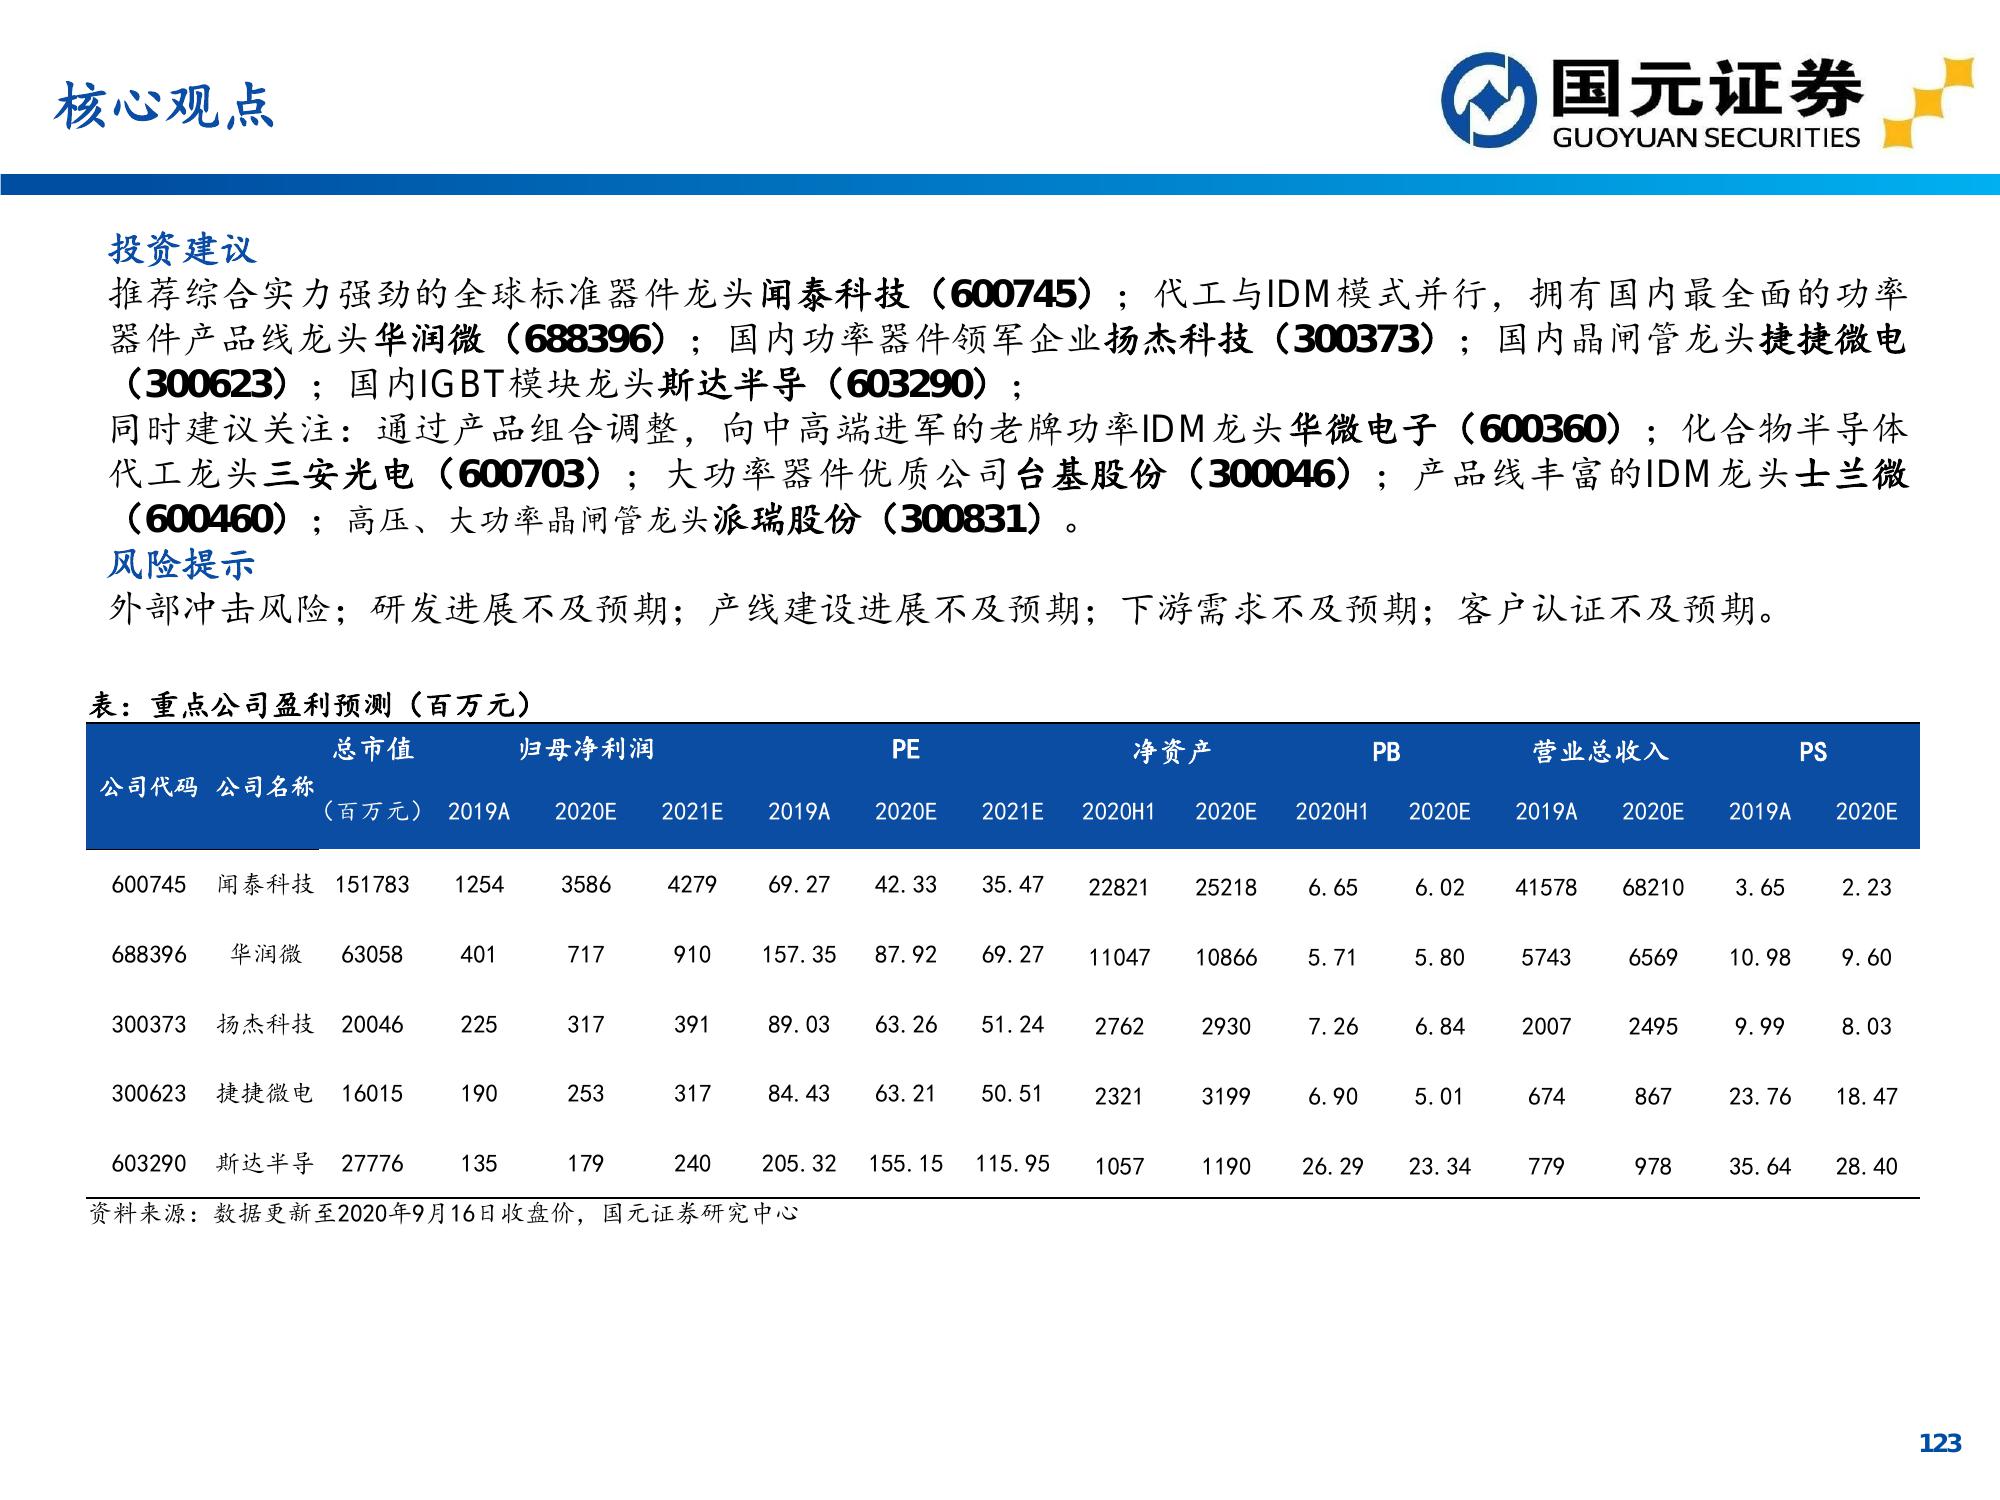 核心观点
国元证券
GUOYUAN SECURITIES
投资建议
推荐综合实力强劲的全球标准器件龙头闻泰科技（600745）；代工与IDM模式并行，拥有国内最全面的功率
器件产品线龙头华润微（688396）；国内功率器件领军企业扬杰科技（300373）；国内晶闸管龙头捷捷微电
（300623）；国内IGBT模块龙头斯达半导（603290）；
同时建议关注：通过产品组合调整，向中高端进军的老牌功率IDM龙头华微电子（600360）；化合物半导体
代工龙头三安光电（600703）；大功率器件优质公司台基股份（300046）；产品线丰富的IDM龙头士兰微
（600460）；高压、大功率晶闸管龙头派瑞股份（300831）。
风险提示
外部冲击风险；研发进展不及预期；产线建设进展不及预期；下游需求不及预期；客户认证不及预期。
表：重点公司盈利预测（百万元）
公司代码 公司名称 总市值 归母净利润 PE 净资产 PB 营业总收入 PS
（百万元） 2019A 2020E 2021E 2019A 2020E 2021E 2020H1 2020E 2020H1 2020E 2019A 2020E 2019A 2020E
600745 闻泰科技 151783 1254 3586 4279 69.27 42.33 35.47 22821 25218 6.65 6.02 41578 68210 3.65 2.23
688396 华润微 63058 401 717 910 157.35 87.92 69.27 11047 10866 5.71 5.80 5743 6569 10.98 9.60
300373 扬杰科技 20046 225 317 391 89.03 63.26 51.24 2762 2930 7.26 6.84 2007 2495 9.99 8.03
300623 捷捷微电 16015 190 253 317 84.43 63.21 50.51 2321 3199 6.90 5.01 674 867 23.76 18.47
603290 斯达半导 27776 135 179 240 205.32 155.15 115.95 1057 1190 26.29 23.34 779 978 35.64 28.40
资料来源：数据更新至2020年9月16日收盘价，国元证券研究中心
123